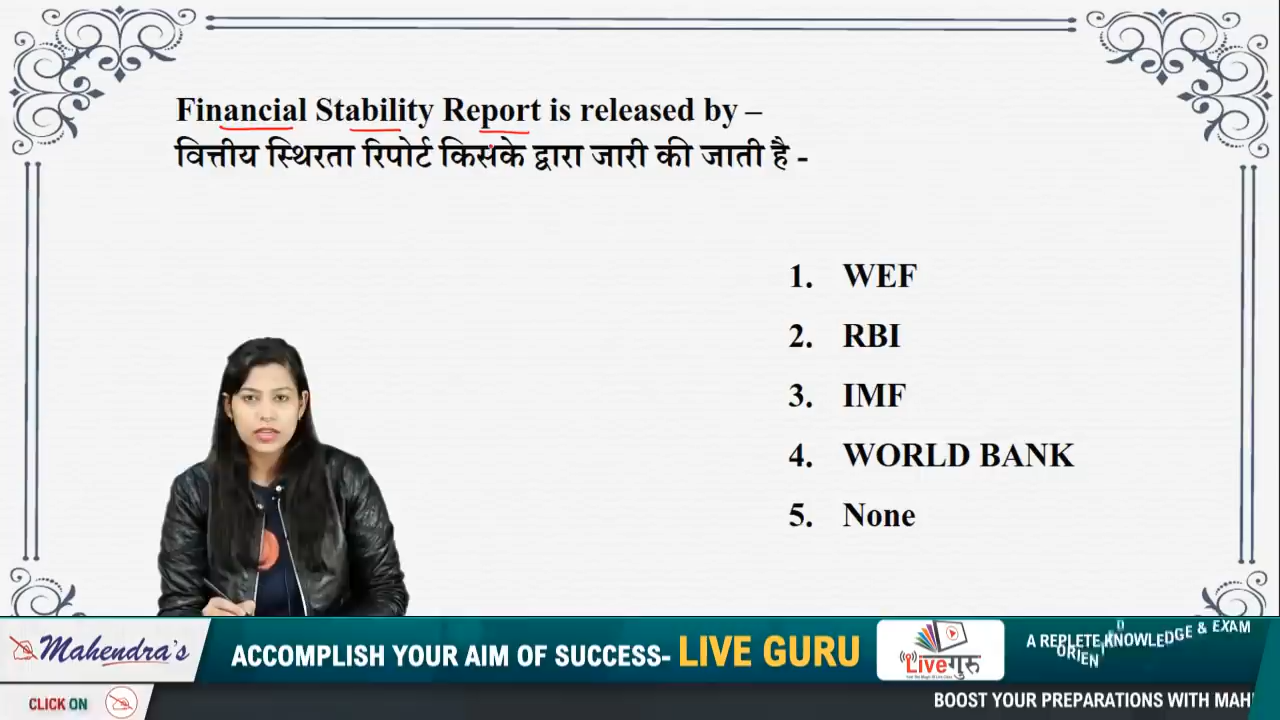 Financial Stability Report is released by –
वित्तीय स्थिरता रिपोर्ट किसके द्वारा जारी की जाती है -
1. WEF
2. RBI
3. IMF
4. WORLD BANK
5. None
Mahendra's
ACCOMPLISH YOUR AIM OF SUCCESS- LIVE GURU
Liveगुरु
A REPLETE KNOWLEDGE & EXAM
CLICK ON
BOOST YOUR PREPARATIONS WITH